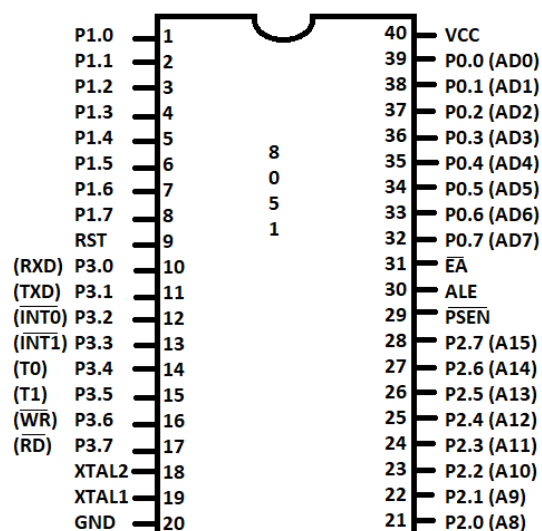 P1.0 1 40 VCC
P1.1 2 39 P0.0 (AD0)
P1.2 3 38 P0.1 (AD1)
P1.3 4 37 P0.2 (AD2)
P1.4 5 36 P0.3 (AD3)
P1.5 6 8 35 P0.4 (AD4)
P1.6 7 0 34 P0.5 (AD5)
P1.7 8 5 33 P0.6 (AD6)
RST 9 1 32 P0.7 (AD7)
(RXD) P3.0 10 31 E̅A̅
(TXD) P3.1 11 30 ALE
(I̅N̅T̅0̅) P3.2 12 29 P̅S̅E̅N̅
(I̅N̅T̅1̅) P3.3 13 28 P2.7 (A15)
(T0) P3.4 14 27 P2.6 (A14)
(T1) P3.5 15 26 P2.5 (A13)
(W̅R̅) P3.6 16 25 P2.4 (A12)
(R̅D̅) P3.7 17 24 P2.3 (A11)
XTAL2 18 23 P2.2 (A10)
XTAL1 19 22 P2.1 (A9)
GND 20 21 P2.0 (A8)